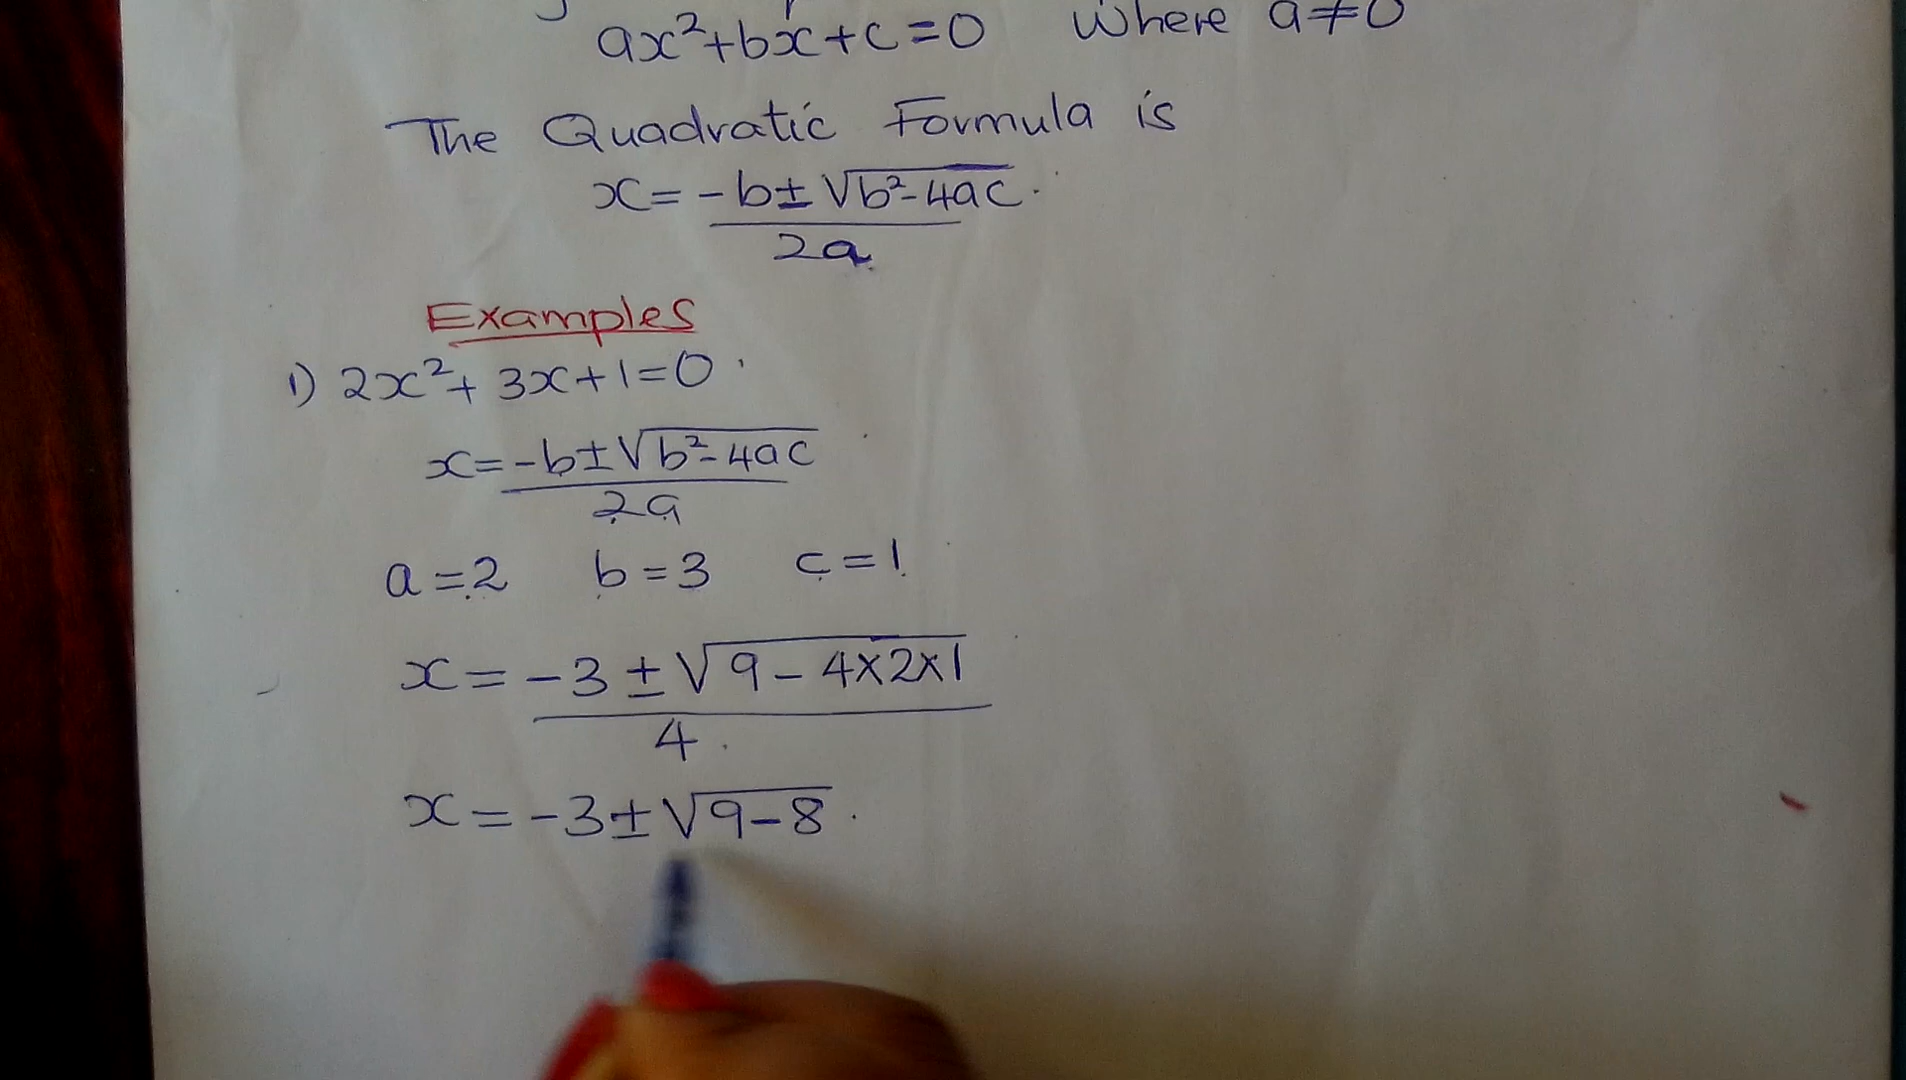 ax²+bx+c=0 Where a≠0
The Quadratic Formula is
x=-b±√b²-4ac
2a
Examples
1) 2x²+3x+1=0
x=-b±√b²-4ac
2a
a=2 b=3 c=1
x=-3±√9-4x2x1
4
x=-3±√9-8